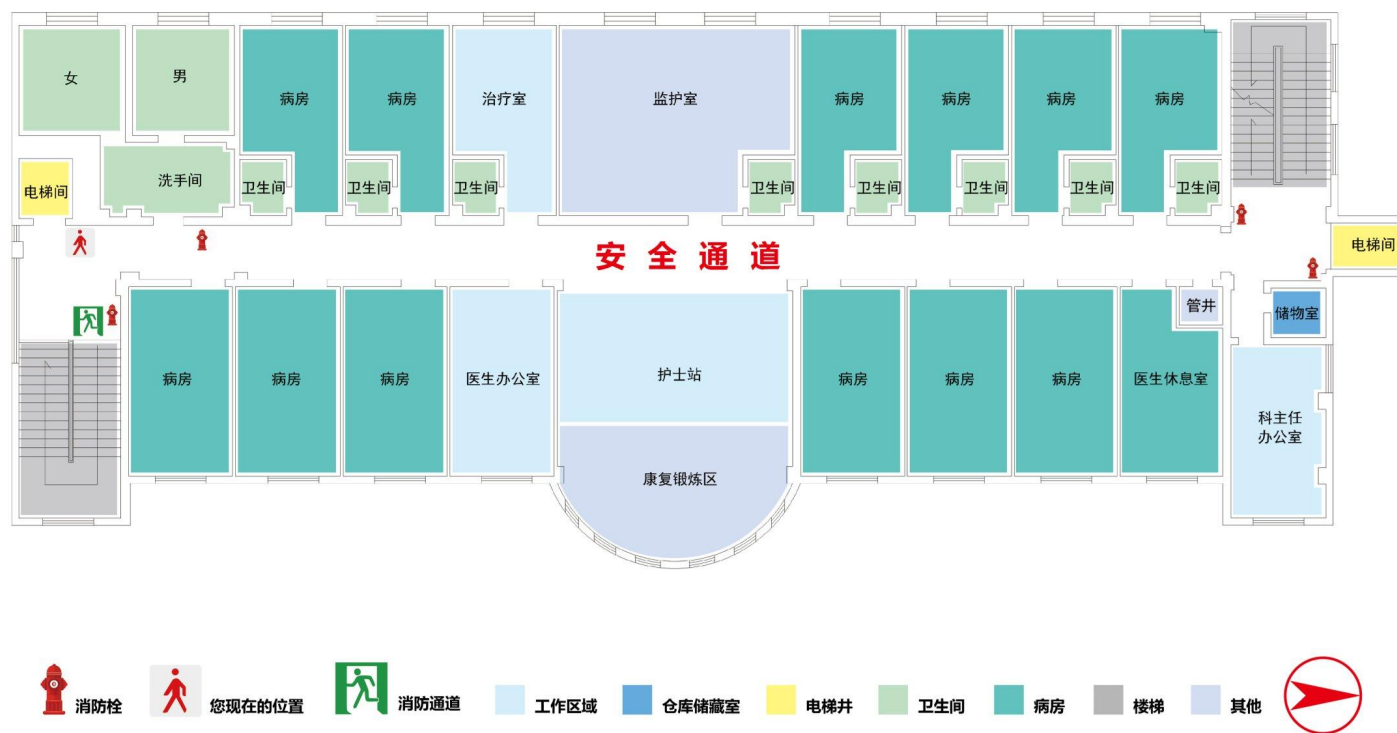 女
男
病房
病房
治疗室
监护室
病房
病房
病房
病房
电梯间
洗手间
卫生间
卫生间
卫生间
卫生间
卫生间
卫生间
卫生间
卫生间
安全通道
电梯间
管井
储物室
病房
病房
病房
医生办公室
护士站
病房
病房
病房
医生休息室
科主任
办公室
康复锻炼区
消防栓
您现在的位置
消防通道
工作区域
仓库储藏室
电梯井
卫生间
病房
楼梯
其他